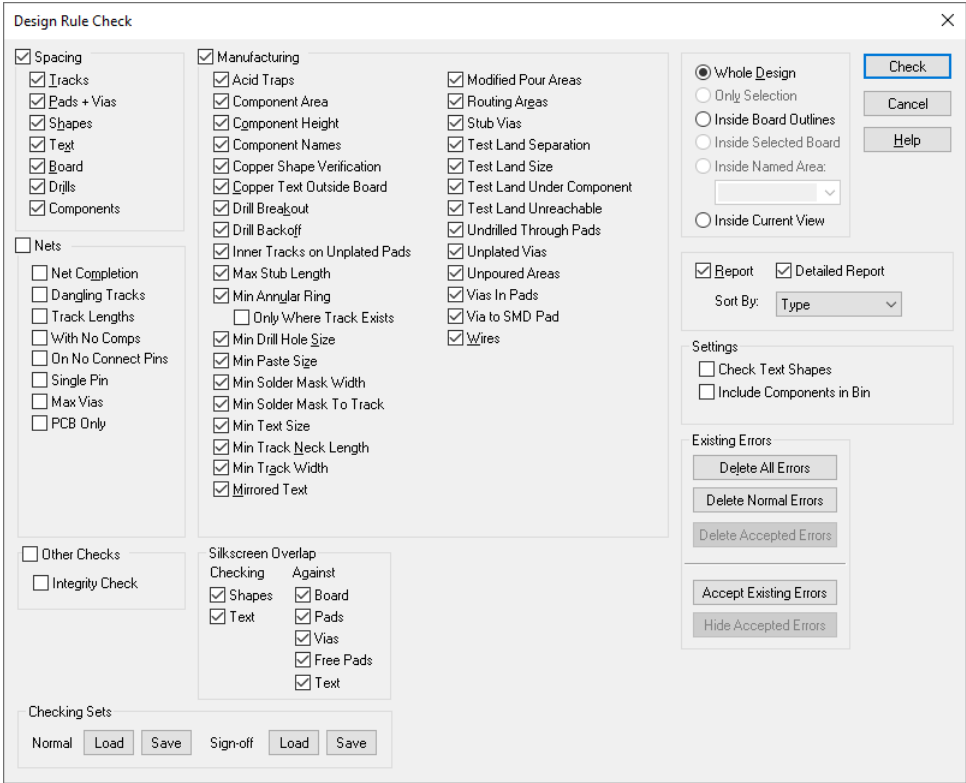 Design Rule Check
Spacing
Tracks
Pads + Vias
Shapes
Text
Board
Drills
Components
Nets
Net Completion
Dangling Tracks
Track Lengths
With No Comps
On No Connect Pins
Single Pin
Max Vias
PCB Only
Other Checks
Integrity Check
Manufacturing
Acid Traps
Component Area
Component Height
Component Names
Copper Shape Verification
Copper Text Outside Board
Drill Breakout
Drill Backoff
Inner Tracks on Unplated Pads
Max Stub Length
Min Annular Ring
Only Where Track Exists
Min Drill Hole Size
Min Paste Size
Min Solder Mask Width
Min Solder Mask To Track
Min Text Size
Min Track Neck Length
Min Track Width
Mirrored Text
Modified Pour Areas
Routing Areas
Stub Vias
Test Land Separation
Test Land Size
Test Land Under Component
Test Land Unreachable
Undrilled Through Pads
Unplated Vias
Unpoured Areas
Vias In Pads
Via to SMD Pad
Wires
Silkscreen Overlap
Checking Against
Shapes Board
Text Pads
Vias
Free Pads
Text
Checking Sets
Normal Load Save Sign-off Load Save
Whole Design
Only Selection
Inside Board Outlines
Inside Selected Board
Inside Named Area:
Inside Current View
Check
Cancel
Help
Report Detailed Report
Sort By: Type
Settings
Check Text Shapes
Include Components in Bin
Existing Errors
Delete All Errors
Delete Normal Errors
Delete Accepted Errors
Accept Existing Errors
Hide Accepted Errors